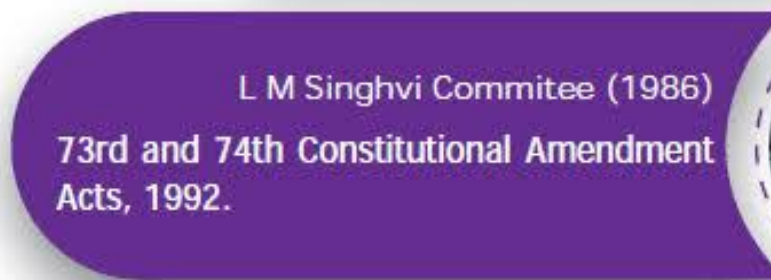 L M Singhvi Commitee (1986)
73rd and 74th Constitutional Amendment
Acts, 1992.